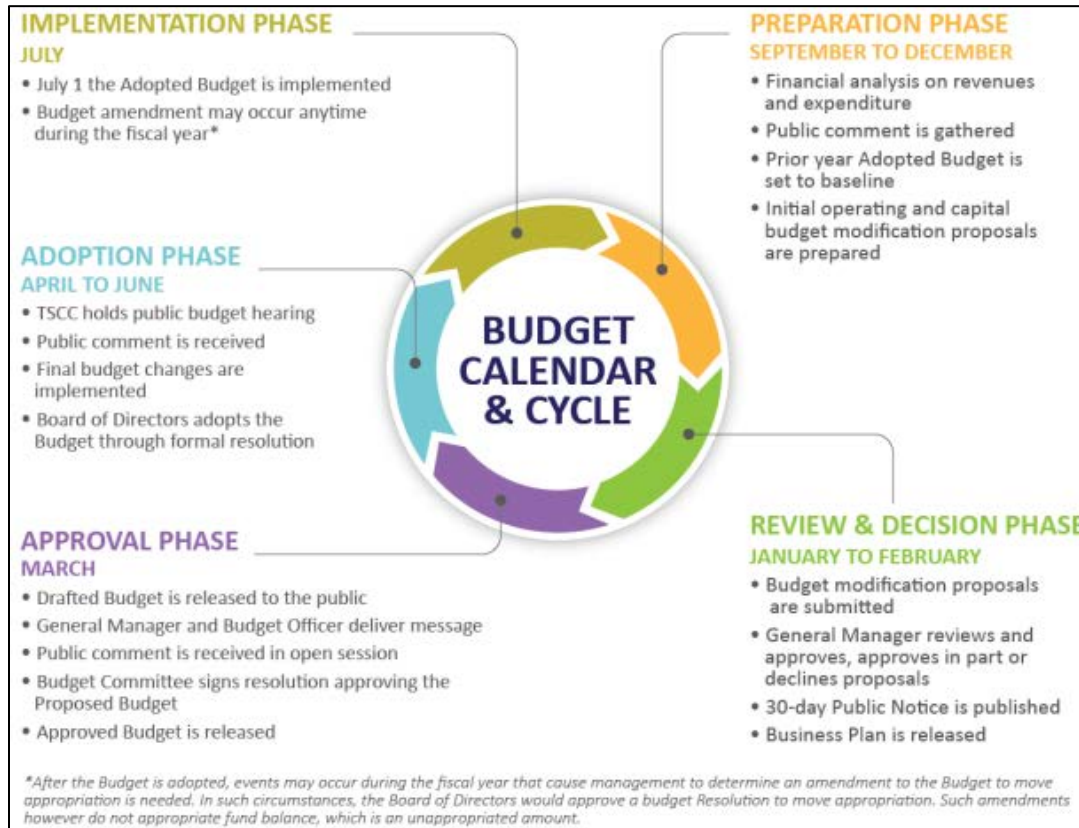 IMPLEMENTATION PHASE
JULY
• July 1 the Adopted Budget is implemented
• Budget amendment may occur anytime
during the fiscal year*
PREPARATION PHASE
SEPTEMBER TO DECEMBER
• Financial analysis on revenues
and expenditure
• Public comment is gathered
• Prior year Adopted Budget is
set to baseline
• Initial operating and capital
budget modification proposals
are prepared
ADOPTION PHASE
APRIL TO JUNE
• TSCC holds public budget hearing
• Public comment is received
• Final budget changes are
implemented
• Board of Directors adopts the
Budget through formal resolution
BUDGET
CALENDAR
& CYCLE
APPROVAL PHASE
MARCH
• Drafted Budget is released to the public
• General Manager and Budget Officer deliver message
• Public comment is received in open session
• Budget Committee signs resolution approving the
Proposed Budget
• Approved Budget is released
REVIEW & DECISION PHASE
JANUARY TO FEBRUARY
• Budget modification proposals
are submitted
• General Manager reviews and
approves, approves in part or
declines proposals
• 30-day Public Notice is published
• Business Plan is released
*After the Budget is adopted, events may occur during the fiscal year that cause management to determine an amendment to the Budget to move
appropriation is needed. In such circumstances, the Board of Directors would approve a budget Resolution to move appropriation. Such amendments
however do not appropriate fund balance, which is an unappropriated amount.